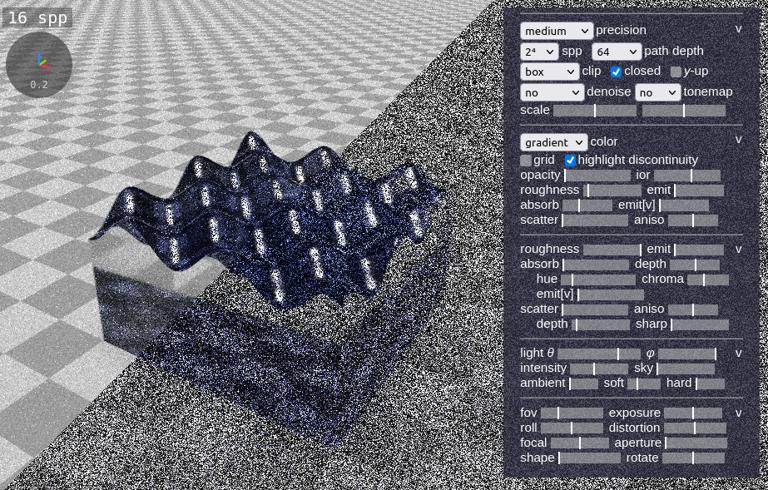 16 spp
0.2
medium precision v
2⁴ spp 64 path depth
box clip closed y-up
no denoise no tonemap
scale
gradient color v
grid highlight discontinuity
opacity ior
roughness emit
absorb emit[v]
scatter aniso
roughness emit v
absorb depth
hue chroma
emit[v]
scatter aniso
depth sharp
light θ φ v
intensity sky
ambient soft hard
fov exposure v
roll distortion
focal aperture
shape rotate